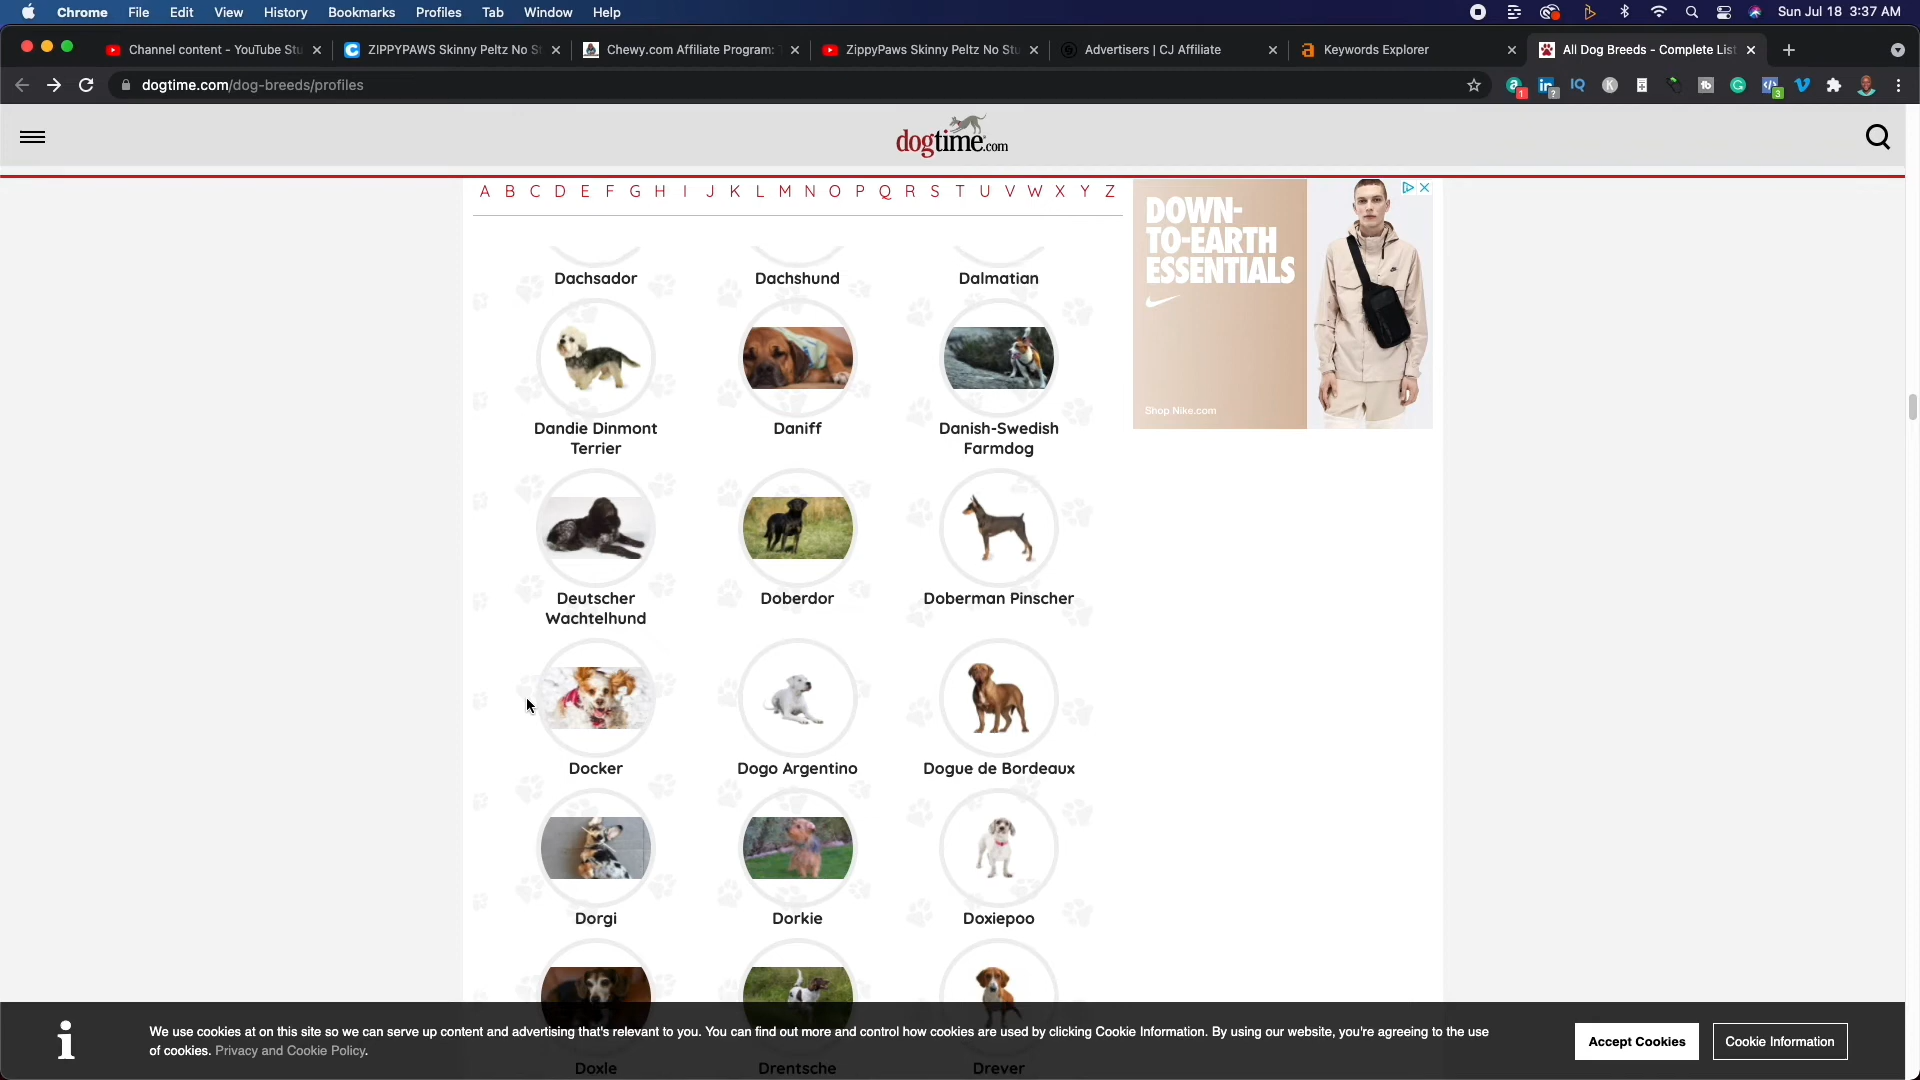 Chrome File Edit View History Bookmarks Profiles Tab Window Help Sun Jul 18 3:37 AM
Channel content - YouTube Stu ZIPPYPAWS Skinny Peltz No S Chewy.com Affiliate Program: ZippyPaws Skinny Peltz No Stu Advertisers | CJ Affiliate Keywords Explorer All Dog Breeds - Complete List
dogtime.com/dog-breeds/profiles
dogtime.com
A B C D E F G H I J K L M N O P Q R S T U V W X Y Z
Dachsador Dachshund Dalmatian
Dandie Dinmont
Terrier
Daniff
Danish-Swedish
Farmdog
Deutscher
Wachtelhund
Doberdor
Doberman Pinscher
Docker Dogo Argentino Dogue de Bordeaux
Dorgi Dorkie Doxiepoo
Doxle Drentsche Drever
DOWN-
TO-EARTH
ESSENTIALS
Shop Nike.com
We use cookies at on this site so we can serve up content and advertising that's relevant to you. You can find out more and control how cookies are used by clicking Cookie Information. By using our website, you're agreeing to the use
of cookies. Privacy and Cookie Policy.
Accept Cookies
Cookie Information